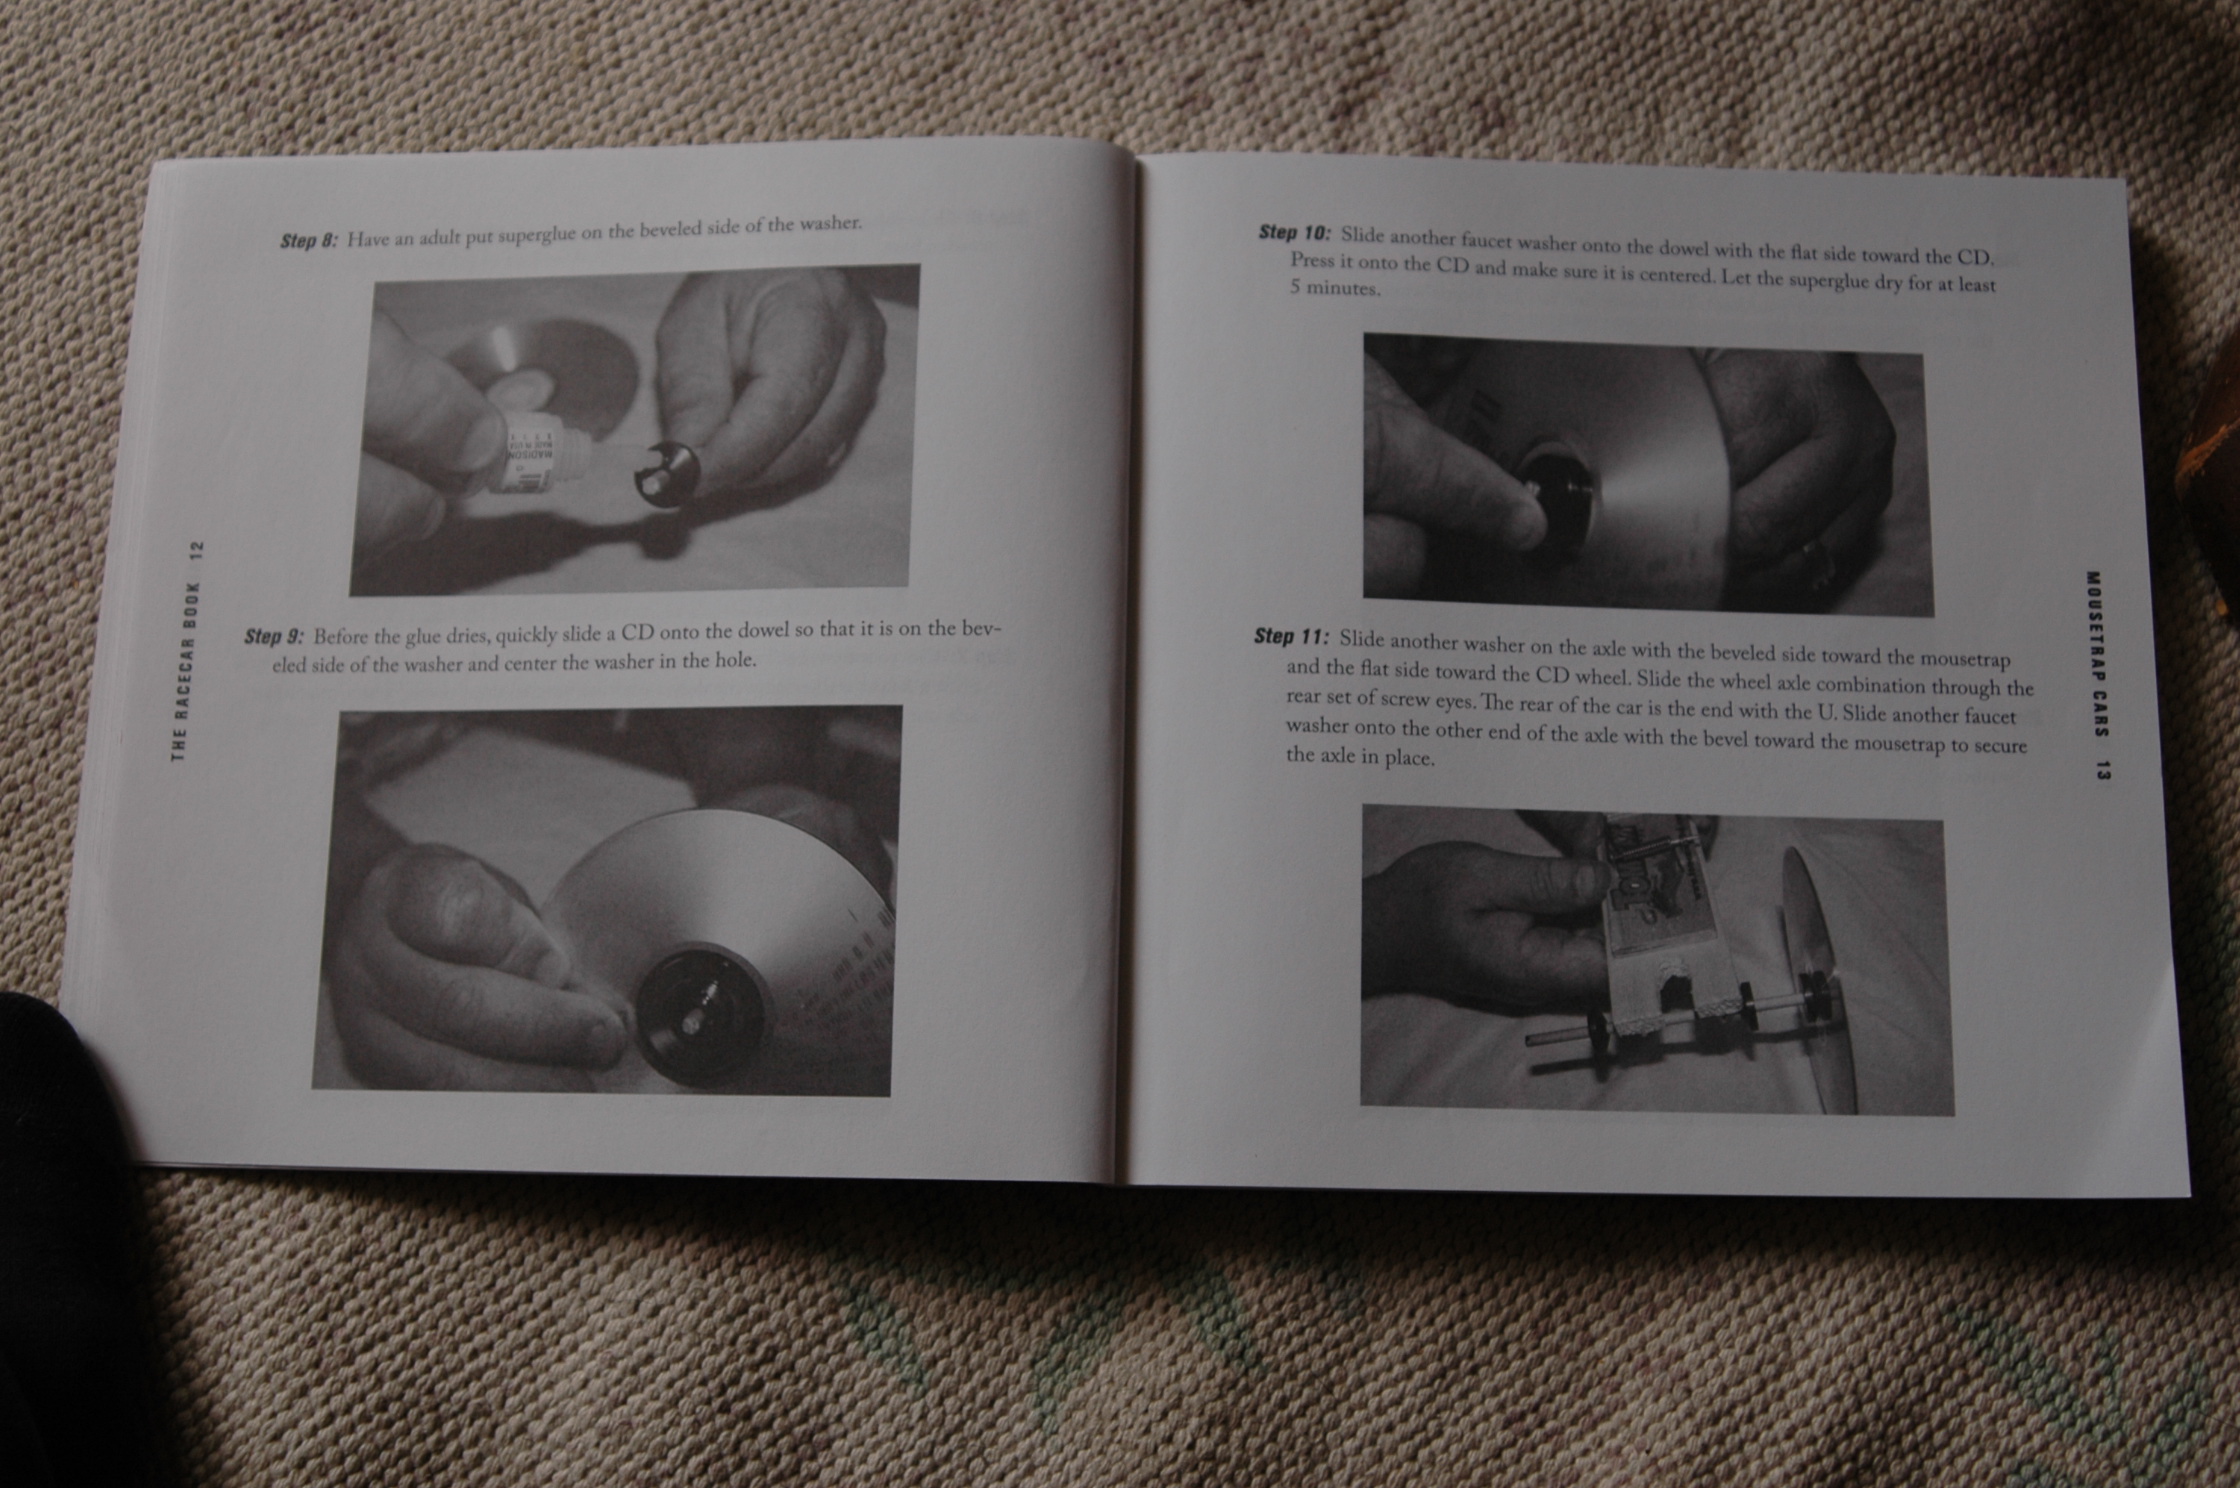 Step 8: Have an adult put superglue on the beveled side of the washer.
MADISON
Step 9: Before the glue dries, quickly slide a CD onto the dowel so that it is on the bev-
eled side of the washer and center the washer in the hole.
THE RACECAR BOOK 12
Step 10: Slide another faucet washer onto the dowel with the flat side toward the CD.
Press it onto the CD and make sure it is centered. Let the superglue dry for at least
5 minutes.
Step 11: Slide another washer on the axle with the beveled side toward the mousetrap
and the flat side toward the CD wheel. Slide the wheel axle combination through the
rear set of screw eyes. The rear of the car is the end with the U. Slide another faucet
washer onto the other end of the axle with the bevel toward the mousetrap to secure
the axle in place.
MOUSETRAP CARS 13